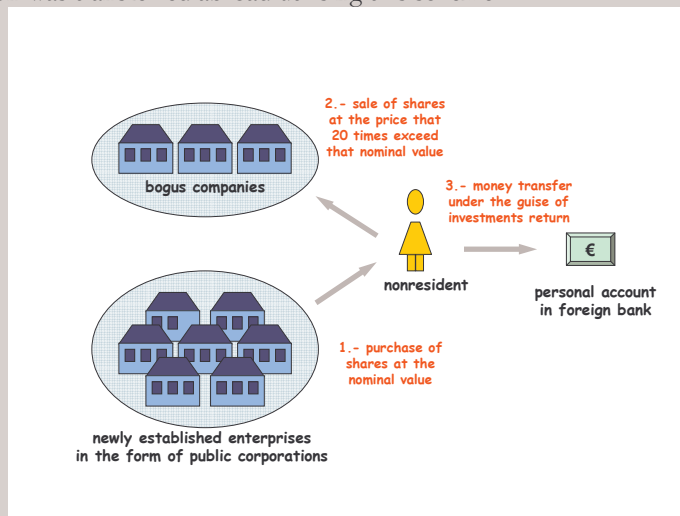 2.- sale of shares
at the price that
20 times exceed
that nominal value
bogus companies
3.- money transfer
under the guise of
investments return
€
nonresident
personal account
in foreign bank
1.- purchase of
shares at the
nominal value
newly established enterprises
in the form of public corporations